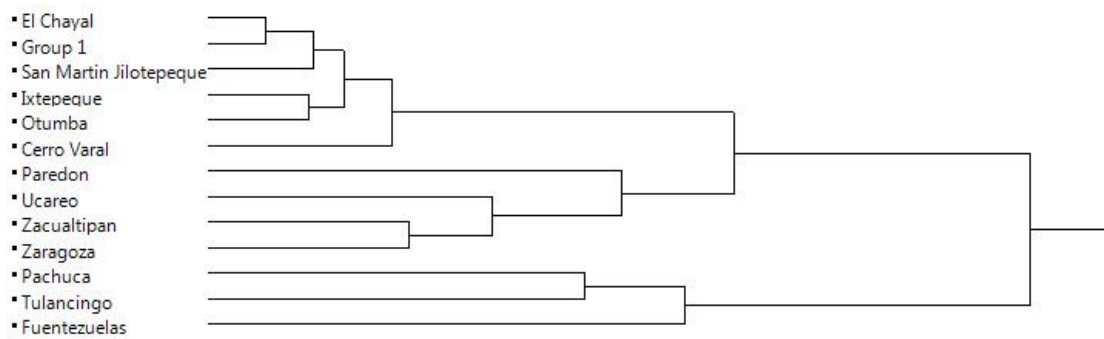 ▪ El Chayal
▪ Group 1
▪ San Martin Jilotepeque
▪ Ixtepeque
▪ Otumba
▪ Cerro Varal
▪ Paredon
▪ Ucareo
▪ Zacualtipan
▪ Zaragoza
▪ Pachuca
▪ Tulancingo
▪ Fuentezuelas